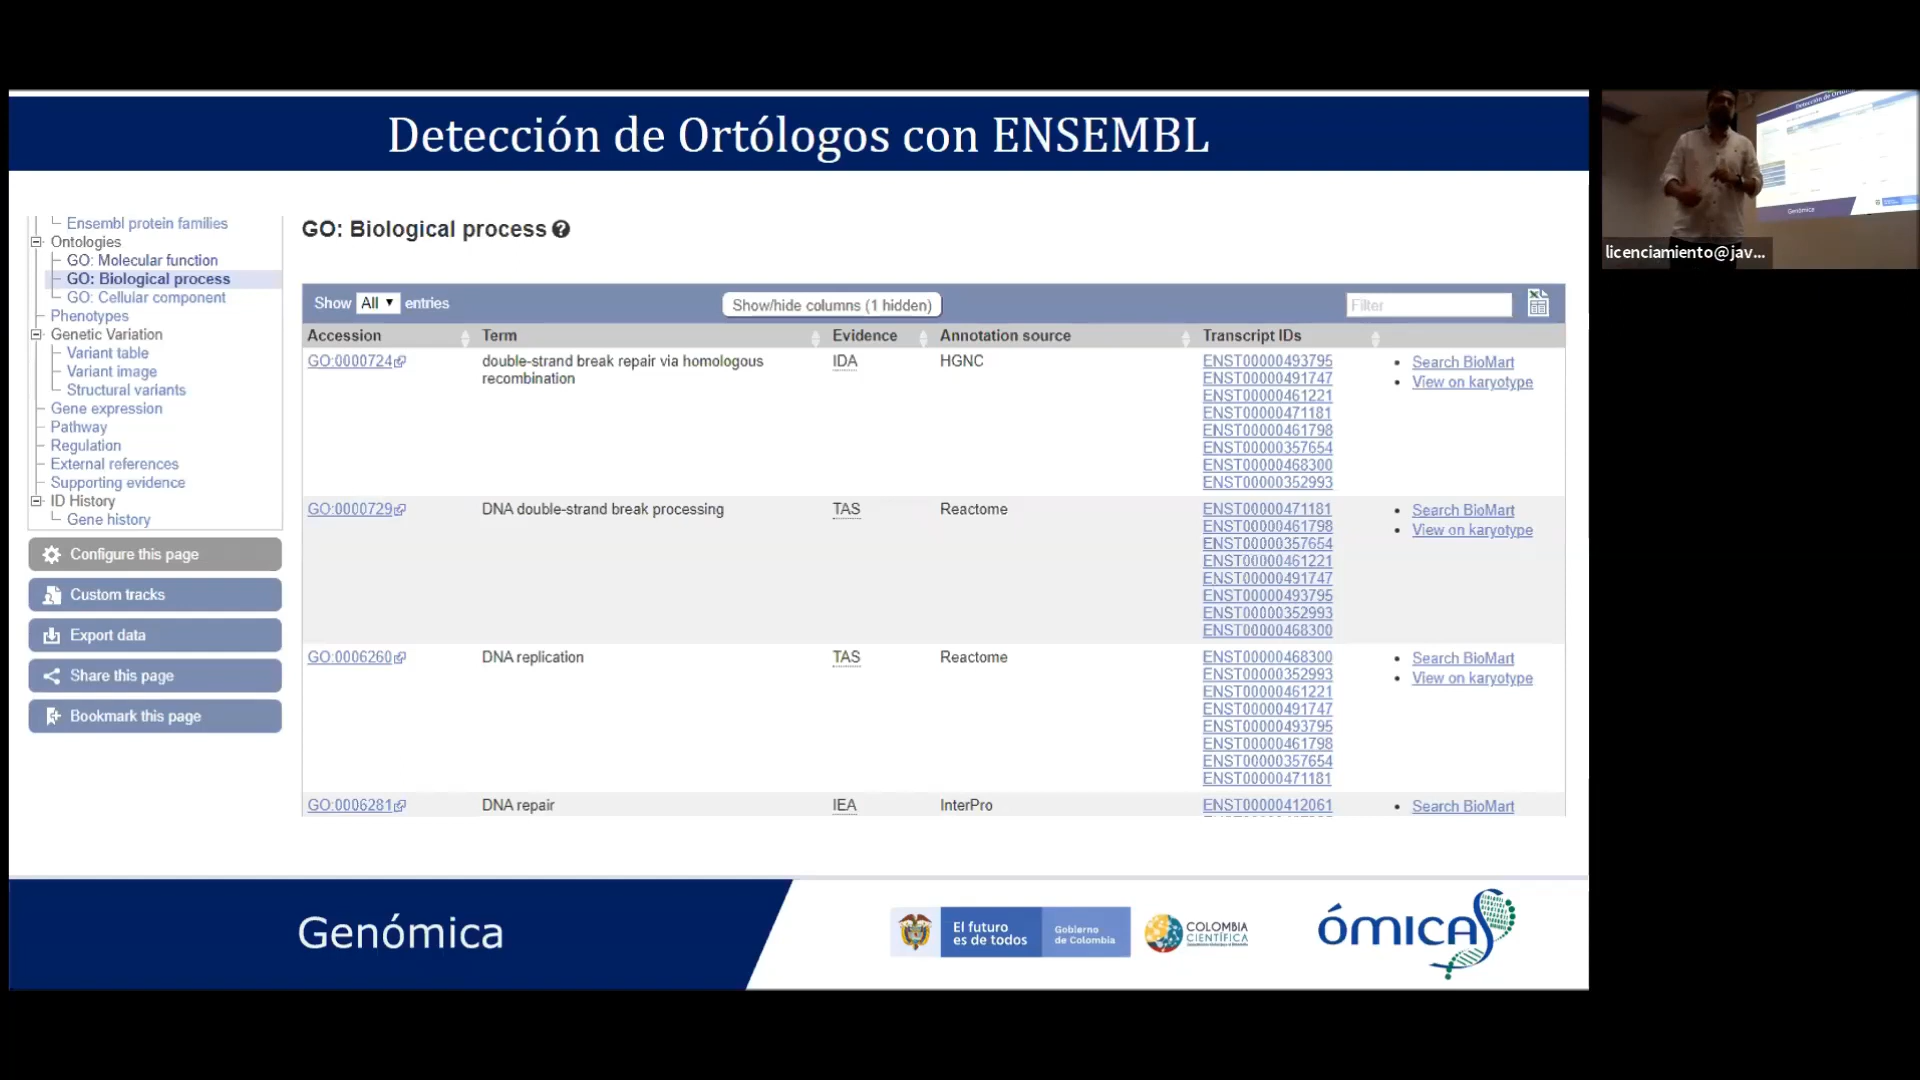 Detección de Ortólogos con ENSEMBL
Ensembl protein families
Ontologies
GO: Molecular function
GO: Biological process
GO: Cellular component
Phenotypes
Genetic Variation
Variant table
Variant image
Structural variants
Gene expression
Pathway
Regulation
External references
Supporting evidence
ID History
Gene history
Configure this page
Custom tracks
Export data
Share this page
Bookmark this page
GO: Biological process
Show All entries
Show/hide columns (1 hidden)
Filter
Accession Term Evidence Annotation source Transcript IDs
GO:0000724 double-strand break repair via homologous recombination IDA HGNC
ENST00000493795
ENST00000491747
ENST00000461221
ENST00000471181
ENST00000461798
ENST00000357654
ENST00000468300
ENST00000352993
Search BioMart
View on karyotype
GO:0000729 DNA double-strand break processing TAS Reactome
ENST00000471181
ENST00000461798
ENST00000357654
ENST00000461221
ENST00000491747
ENST00000493795
ENST00000352993
ENST00000468300
Search BioMart
View on karyotype
GO:0006260 DNA replication TAS Reactome
ENST00000468300
ENST00000352993
ENST00000461221
ENST00000491747
ENST00000493795
ENST00000461798
ENST00000357654
ENST00000471181
Search BioMart
View on karyotype
GO:0006281 DNA repair IEA InterPro
ENST00000412061
Search BioMart
Genómica
El futuro
es de todos
Gobierno
de Colombia
COLOMBIA
CIENTÍFICA
ÓMICAS
licenciamiento@jav...